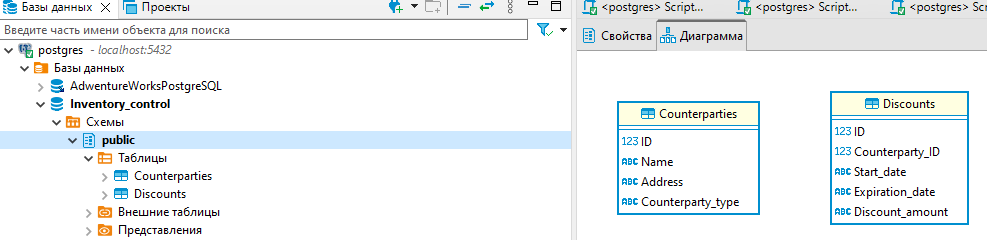 Базы данных
Проекты
Введите часть имени объекта для поиска
postgres - localhost:5432
Базы данных
AdwentureWorksPostgreSQL
Inventory_control
Схемы
public
Таблицы
Counterparties
Discounts
Внешние таблицы
Представления
<postgres> Script...
<postgres> Script...
<postgres> Script
Свойства
Диаграмма
Counterparties
123 ID
ABC Name
ABC Address
ABC Counterparty_type
Discounts
123 ID
123 Counterparty_ID
ABC Start_date
ABC Expiration_date
ABC Discount_amount